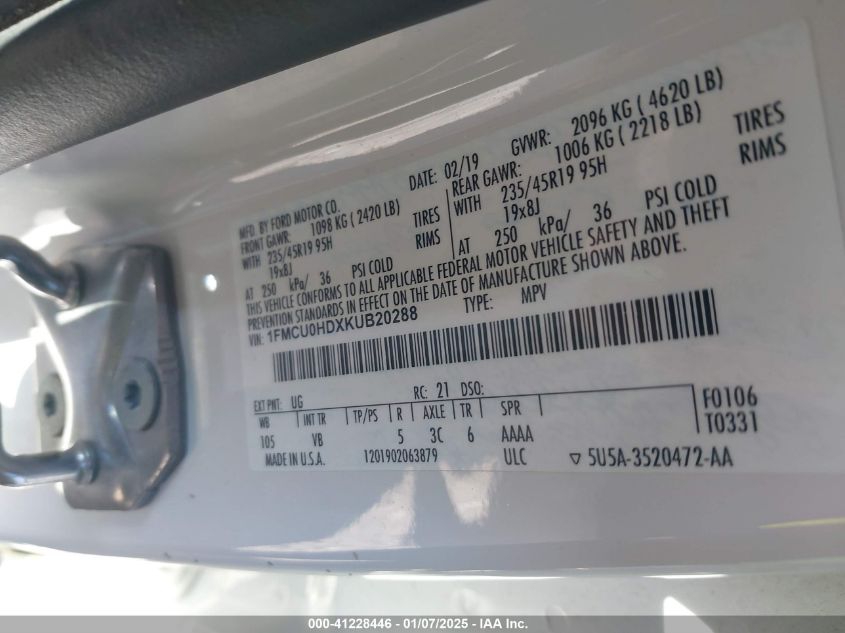 MFD. BY FORD MOTOR CO.
DATE: 02/19
GVWR: 2096 KG ( 4620 LB)
FRONT GAWR: 1098 KG ( 2420 LB)
REAR GAWR: 1006 KG ( 2218 LB)
WITH 235/45R19 95H TIRES
WITH 235/45R19 95H TIRES
19x8J RIMS
19x8J RIMS
AT 250 kPa/ 36 PSI COLD
AT 250 kPa/ 36 PSI COLD
THIS VEHICLE CONFORMS TO ALL APPLICABLE FEDERAL MOTOR VEHICLE SAFETY AND THEFT
PREVENTION STANDARDS IN EFFECT ON THE DATE OF MANUFACTURE SHOWN ABOVE.
VIN: 1FMCU0HDXKUB20288
TYPE: MPV
EXT PNT: UG RC: 21 DSO:
WB INT TR TP/PS R AXLE TR SPR
105 VB 5 3C 6 AAAA
F0106
T0331
MADE IN U.S.A. 1201902063879 ULC ▽ 5U5A-3520472-AA
000-41228446 - 01/07/2025 - IAA Inc.